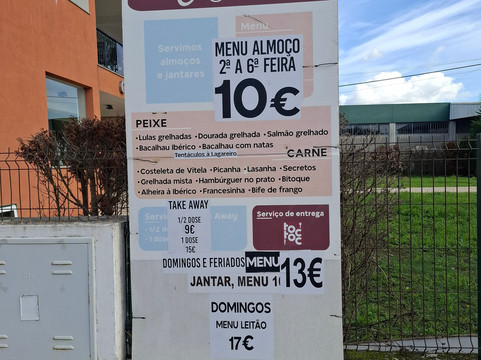 Servimos
almoços
e jantares
MENU ALMOÇO
2ª A 6ª FEIRA
10€
PEIXE
• Lulas grelhadas • Dourada grelhada • Salmão grelhado
• Bacalhau Ibérico • Bacalhau com natas
Tentáculos à Lagareiro
CARNE
• Costeleta de Vitela • Picanha • Lasanha • Secretos
• Grelhada mista • Hambúrguer no prato • Bitoque
• Alheira à Ibérico • Francesinha • Bife de frango
TAKE AWAY
1/2 DOSE
9€
1 DOSE
15€
Away
Serviço de entrega
DOMINGOS E FERIADOS MENU 13€
JANTAR, MENU
DOMINGOS
MENU LEITÃO
17€